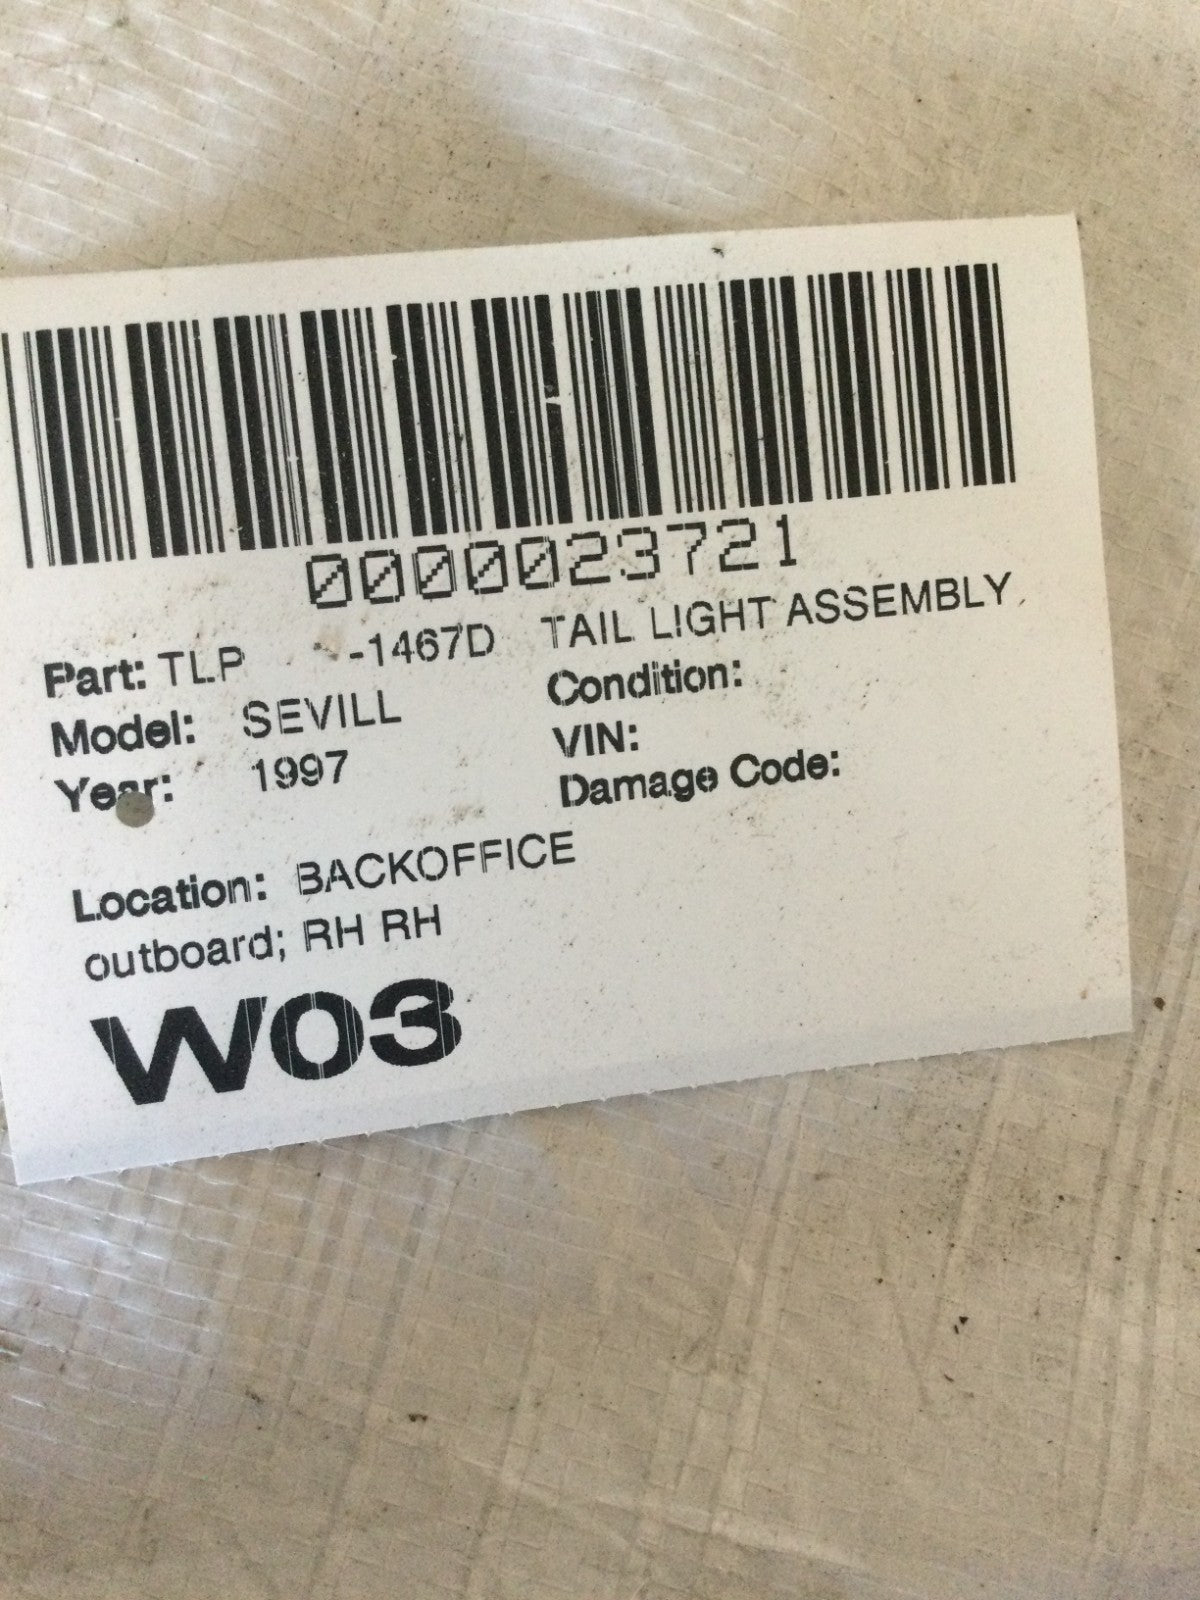 0000023721
Part: TLP -1467D TAIL LIGHT ASSEMBLY
Model: SEVILL Condition:
Year: 1997 VIN:
Damage Code:
Location: BACKOFFICE
outboard; RH RH
W03